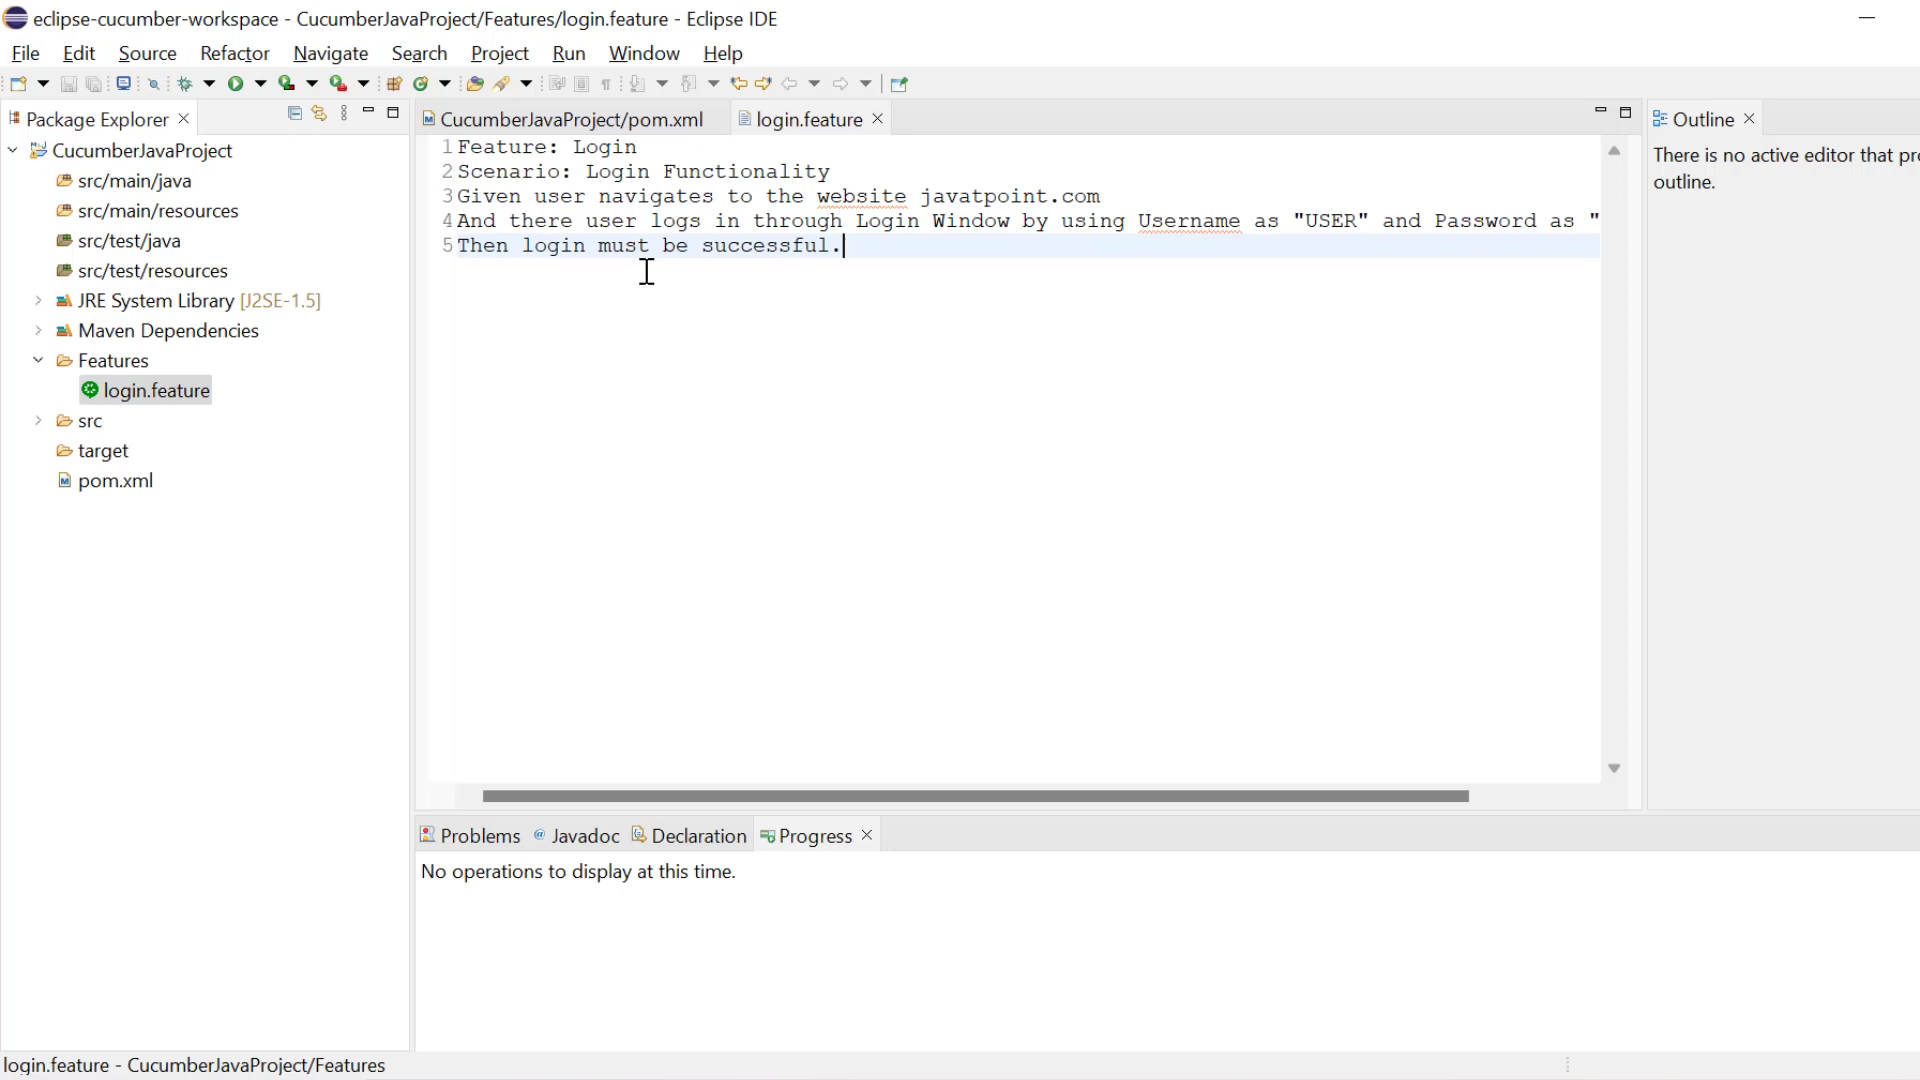 eclipse-cucumber-workspace - CucumberJavaProject/Features/login.feature - Eclipse IDE
File Edit Source Refactor Navigate Search Project Run Window Help
Package Explorer
CucumberJavaProject/pom.xml
login.feature
Outline
CucumberJavaProject
src/main/java
src/main/resources
src/test/java
src/test/resources
JRE System Library [J2SE-1.5]
Maven Dependencies
Features
login.feature
src
target
pom.xml
1 Feature: Login
2 Scenario: Login Functionality
3 Given user navigates to the website javatpoint.com
4 And there user logs in through Login Window by using Username as "USER" and Password as "
5 Then login must be successful.
There is no active editor that pro
outline.
Problems Javadoc Declaration Progress
No operations to display at this time.
login.feature - CucumberJavaProject/Features